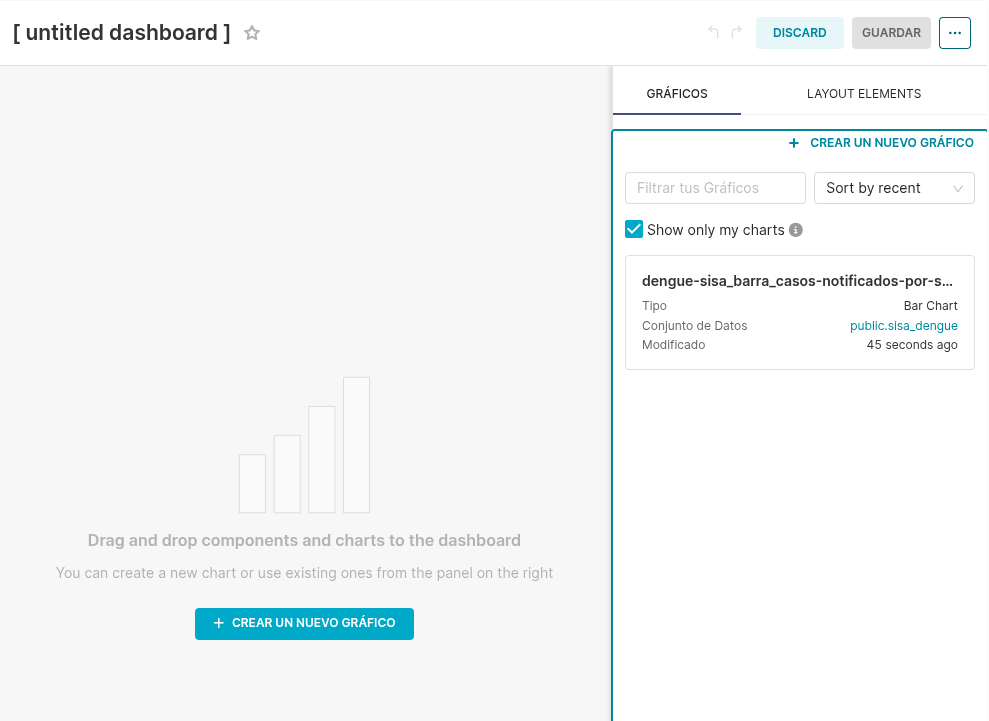 [ untitled dashboard ]
DISCARD
GUARDAR
...
GRÁFICOS
LAYOUT ELEMENTS
+ CREAR UN NUEVO GRÁFICO
Filtrar tus Gráficos
Sort by recent
Show only my charts
dengue-sisa_barra_casos-notificados-por-s...
Tipo Bar Chart
Conjunto de Datos public.sisa_dengue
Modificado 45 seconds ago
Drag and drop components and charts to the dashboard
You can create a new chart or use existing ones from the panel on the right
+ CREAR UN NUEVO GRÁFICO